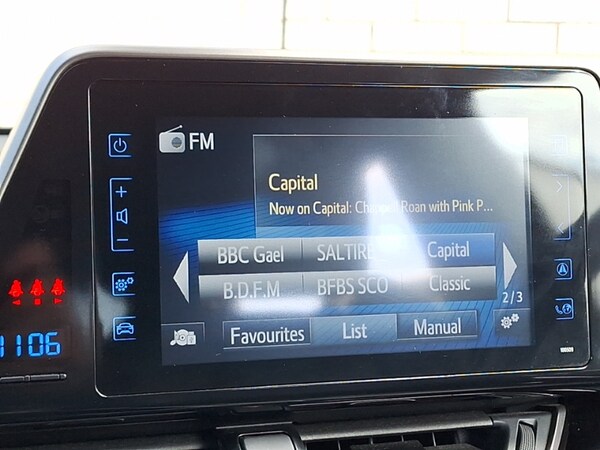 FM
Capital
Now on Capital: Chappell Roan with Pink P...
BBC Gael SALTIRE Capital
B.D.F.M BFBS SCO Classic
2/3
Favourites List Manual
1106